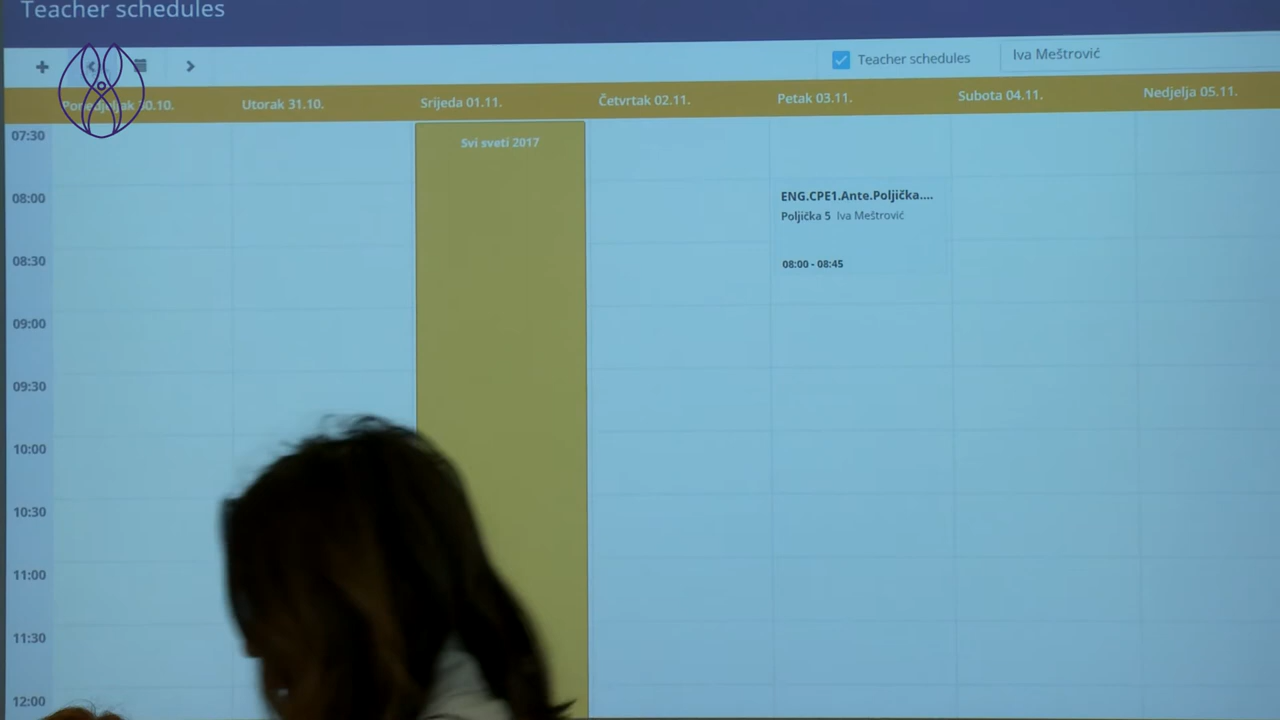 Teacher schedules
Teacher schedules Iva Meštrović
Ponedjeljak 30.10. Utorak 31.10. Srijeda 01.11. Četvrtak 02.11. Petak 03.11. Subota 04.11. Nedjelja 05.11.
07:30
Svi sveti 2017
08:00
ENG.CPE1.Ante.Poljička....
Poljička 5 Iva Meštrović
08:30
08:00 - 08:45
09:00
09:30
10:00
10:30
11:00
11:30
12:00